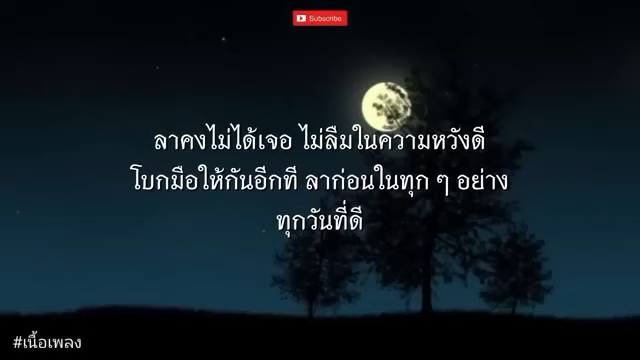 Subscribe
ลาคงไม่ได้เจอ ไม่ลืมในความหวังดี
โบกมือให้กันอีกที ลาก่อนในทุก ๆ อย่าง
ทุกวันที่ดี
#เนื้อเพลง